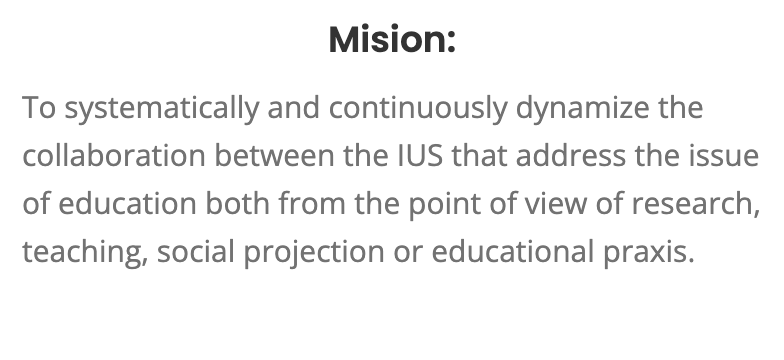 Mision:
To systematically and continuously dynamize the
collaboration between the IUS that address the issue
of education both from the point of view of research,
teaching, social projection or educational praxis.